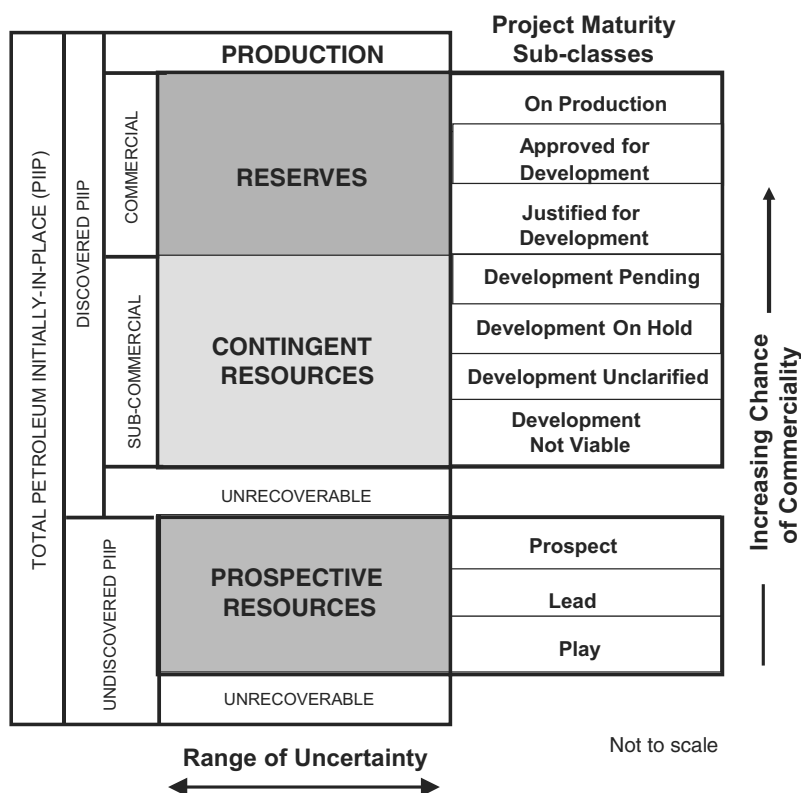 Project Maturity
Sub-classes
PRODUCTION
TOTAL PETROLEUM INITIALLY-IN-PLACE (PIIP)
DISCOVERED PIIP
COMMERCIAL
RESERVES
On Production
Approved for
Development
Justified for
Development
SUB-COMMERCIAL
CONTINGENT
RESOURCES
Development Pending
Development On Hold
Development Unclarified
Development
Not Viable
UNRECOVERABLE
UNDISCOVERED PIIP
PROSPECTIVE
RESOURCES
Prospect
Lead
Play
UNRECOVERABLE
Increasing Chance
of Commerciality
Range of Uncertainty
Not to scale